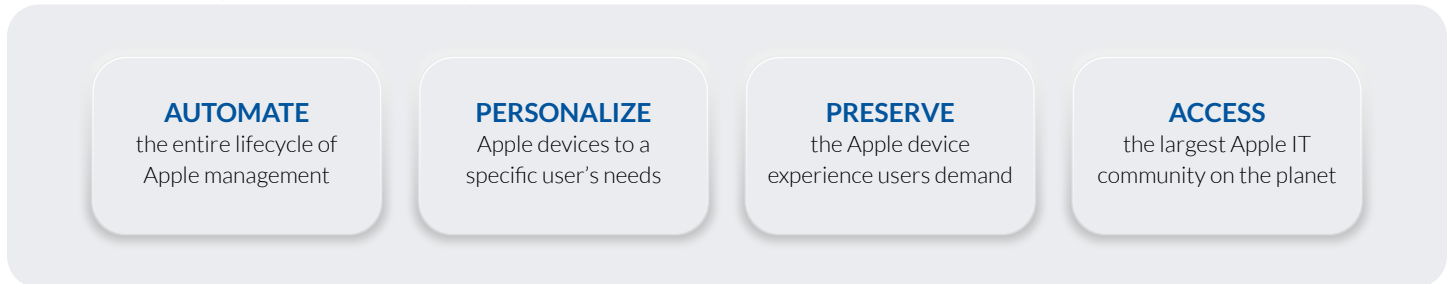 AUTOMATE
the entire lifecycle of
Apple management
PERSONALIZE
Apple devices to a
specific user’s needs
PRESERVE
the Apple device
experience users demand
ACCESS
the largest Apple IT
community on the planet